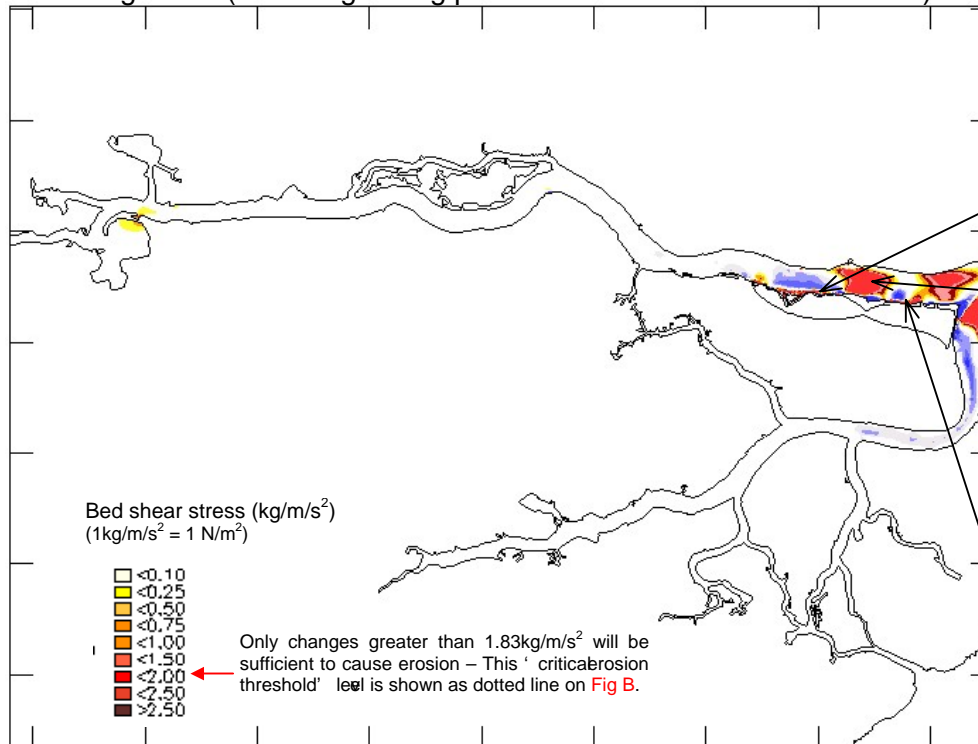 Bed shear stress (kg/m/s²)
(1kg/m/s² = 1 N/m²)
<0.10
<0.25
<0.50
<0.75
<1.00
<1.50
<2.00
<2.50
>2.50
Only changes greater than 1.83kg/m/s² will be
sufficient to cause erosion – This ‘ criticalerosion
threshold’ level is shown as dotted line on Fig B.